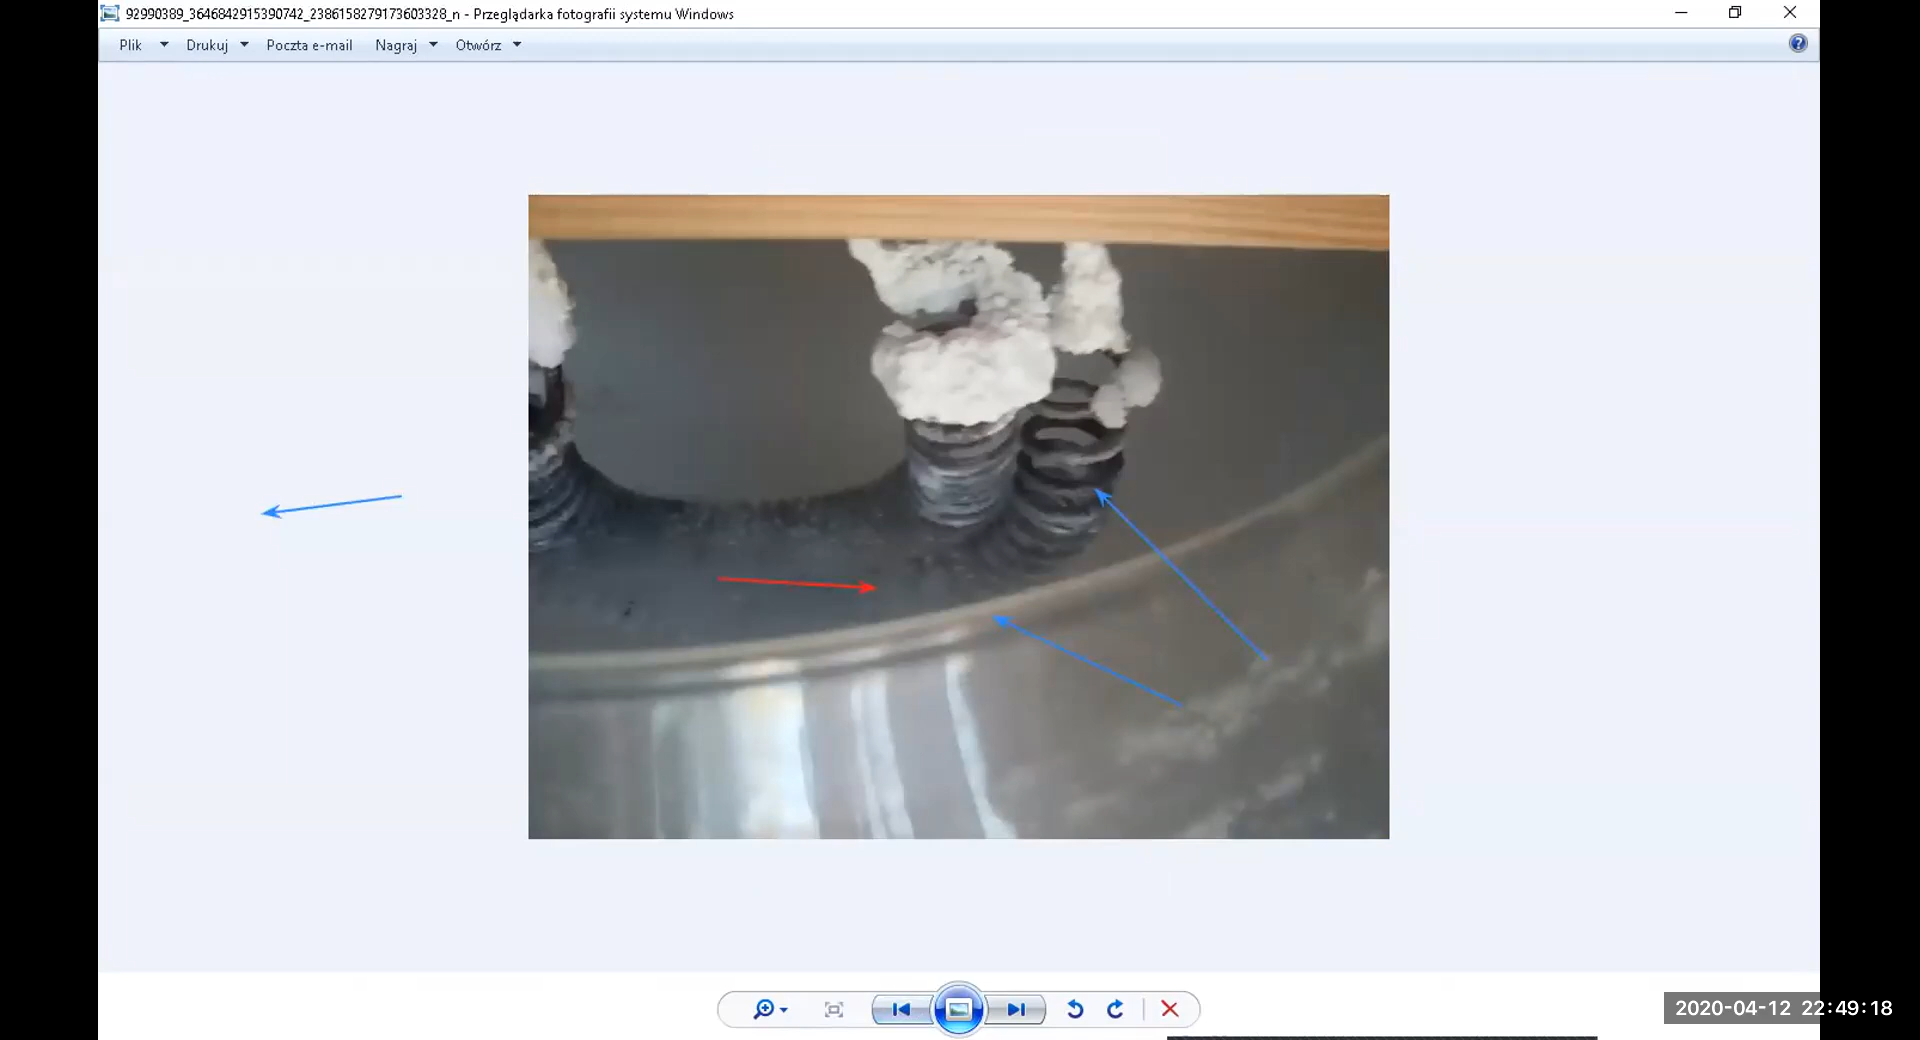 92990389_3646842915390742_2386158279173603328_n - Przeglądarka fotografii systemu Windows
Plik Drukuj Poczta e-mail Nagraj Otwórz
2020-04-12 22:49:18